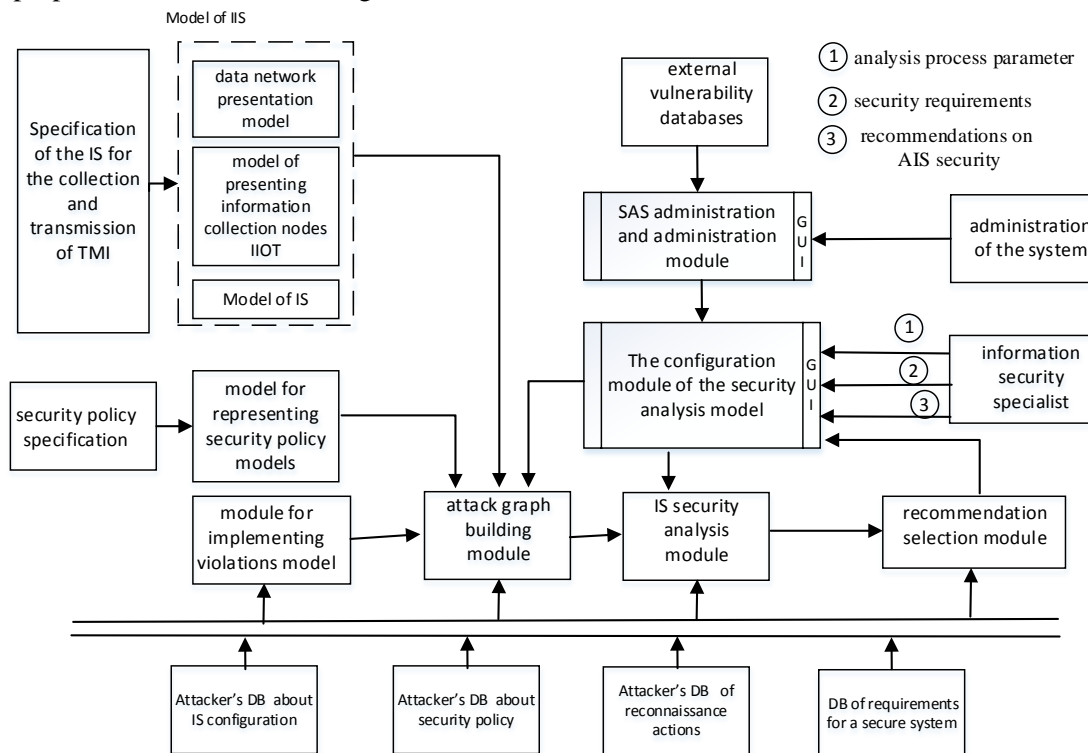 Model of IIS
Specification
of the IS for
the collection
and
transmission
of TMI
data network
presentation
model
model of
presenting
information
collection nodes
IIOT
Model of IS
external
vulnerability
databases
1 analysis process parameter
2 security requirements
3 recommendations on
AIS security
SAS administration
and administration
module
GUI
administration
of the system
The configuration
module of the security
analysis model
GUI
1
2
3
information
security
specialist
security policy
specification
model for
representing
security policy
models
module for
implementing
violations model
attack graph
building
module
IS security
analysis
module
recommendation
selection module
Attacker's DB about
IS configuration
Attacker's DB about
security policy
Attacker's DB of
reconnaissance
actions
DB of requirements
for a secure system